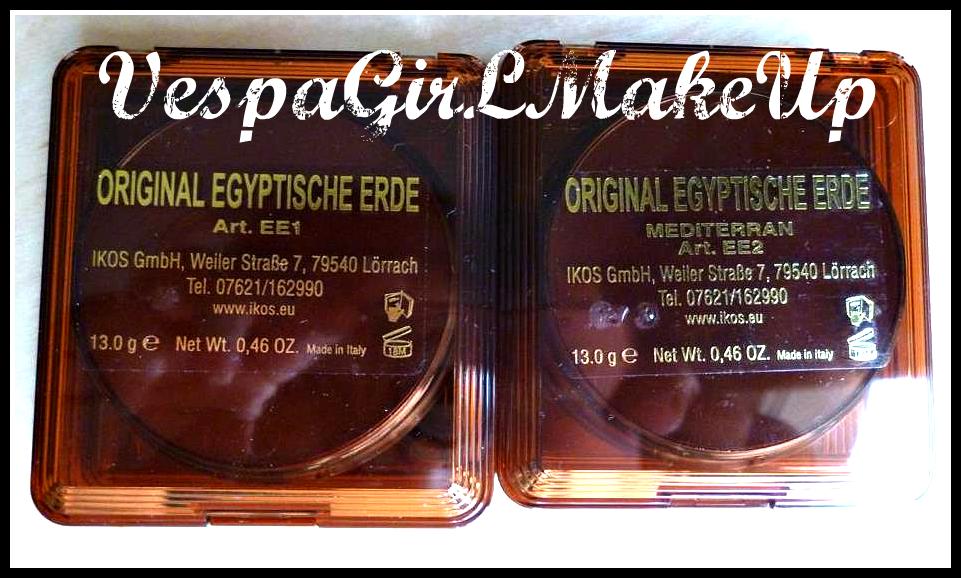 VespaGirLMakeUp
ORIGINAL EGYPTISCHE ERDE
Art. EE1
IKOS GmbH, Weiler Straße 7, 79540 Lörrach
Tel. 07621/162990
www.ikos.eu
13.0 g ℮ Net Wt. 0,46 OZ. Made in Italy
18M
ORIGINAL EGYPTISCHE ERDE
MEDITERRAN
Art. EE2
IKOS GmbH, Weiler Straße 7, 79540 Lörrach
Tel. 07621/162990
www.ikos.eu
13.0 g ℮ Net Wt. 0,46 OZ. Made in Italy